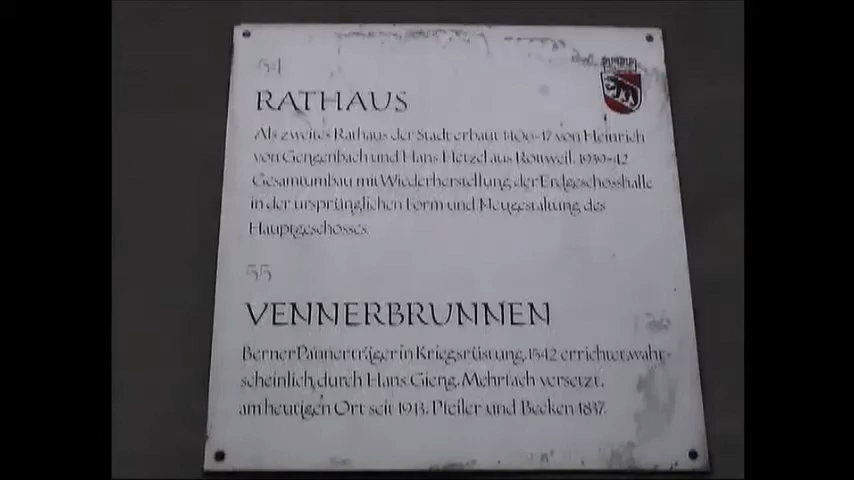 54
RATHAUS
Als zweites Rathaus der Stadt erbaut 1406-17 von Heinrich
von Gengenbach und Hans Hetzel aus Rottweil. 1939-42
Gesamtumbau mit Wiederherstellung der Erdgeschosshalle
in der ursprünglichen Form und Neugestaltung des
Hauptgeschosses.
55
VENNERBRUNNEN
Berner Pannerträger in Kriegsrüstung, 1542 errichtet, wahr-
scheinlich durch Hans Gieng. Mehrfach versetzt,
am heutigen Ort seit 1913. Pfeiler und Becken 1837.